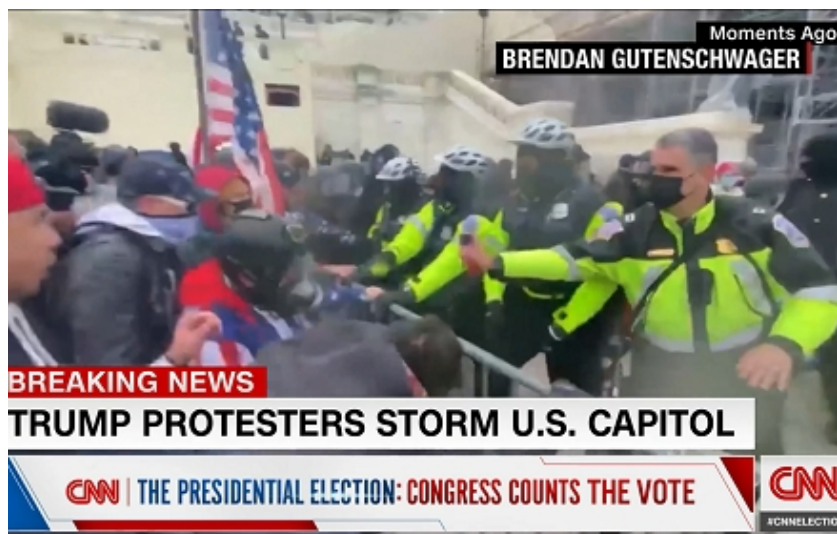 Moments Ago
BRENDAN GUTENSCHWAGER
BREAKING NEWS
TRUMP PROTESTERS STORM U.S. CAPITOL
CNN THE PRESIDENTIAL ELECTION: CONGRESS COUNTS THE VOTE
CNN
#CNNELECTIO